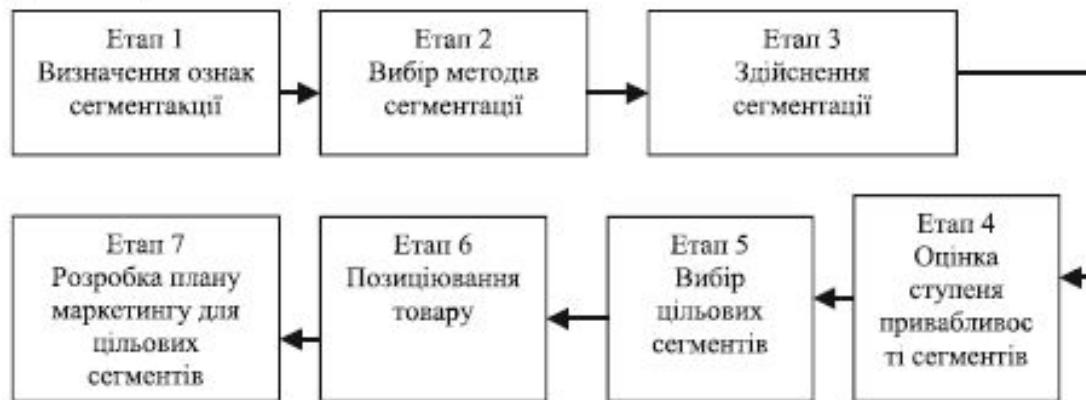 Етап 1
Визначення ознак
сегментакції
Етап 2
Вибір методів
сегментації
Етап 3
Здійснення
сегментації
Етап 4
Оцінка
ступеня
привабливос
ті сегментів
Етап 5
Вибір
цільових
сегментів
Етап 6
Позиціювання
товару
Етап 7
Розробка плану
маркетингу для
цільових
сегментів